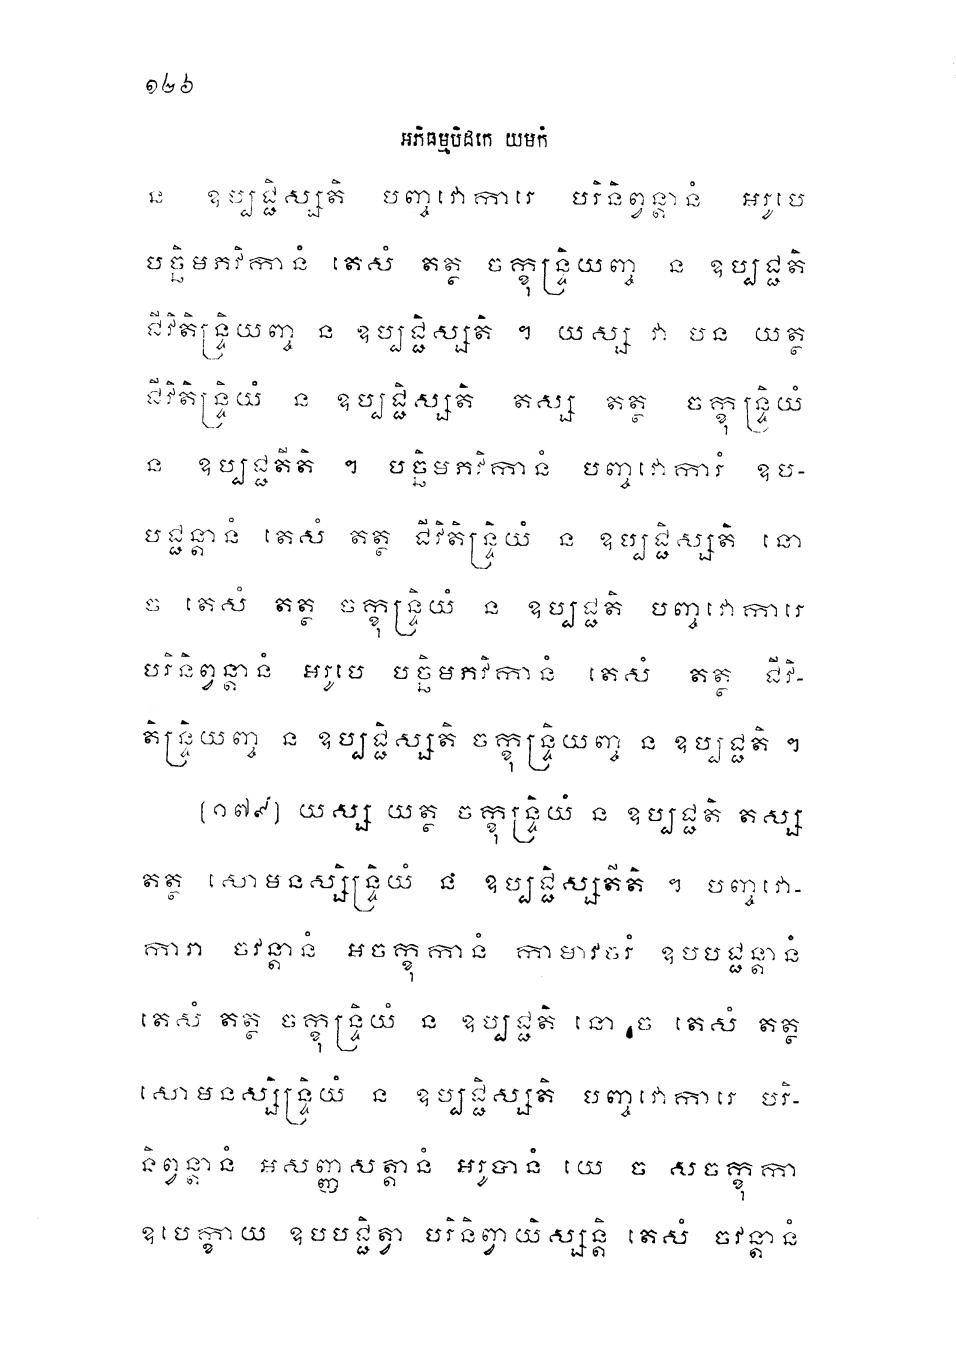 ១២៦
អភិធម្មបិដកេ យមកំ
ន ឧប្បជ្ជិស្សតិ បញ្ចវោការេ បរិនិព្វន្តានំ អរូបេ
បច្ឆិមភវិកានំ តេសំ តត្ថ ចក្ខុន្ទ្រិយញ្ច ន ឧប្បជ្ជតិ
ជីវិតិន្ទ្រិយញ្ច ន ឧប្បជ្ជិស្សតិ ។ យស្ស វា បន យត្ថ
ជីវិតិន្ទ្រិយំ ន ឧប្បជ្ជិស្សតិ តស្ស តត្ថ ចក្ខុន្ទ្រិយំ
ន ឧប្បជ្ជតីតិ ។ បច្ឆិមភវិកានំ បញ្ចវោការំ ឧប-
បជ្ជន្តានំ តេសំ តត្ថ ជីវិតិន្ទ្រិយំ ន ឧប្បជ្ជិស្សតិ នោ
ច តេសំ តត្ថ ចក្ខុន្ទ្រិយំ ន ឧប្បជ្ជតិ បញ្ចវោការេ
បរិនិព្វន្តានំ អរូបេ បច្ឆិមភវិកានំ តេសំ តត្ថ ជីវិ-
តិន្ទ្រិយញ្ច ន ឧប្បជ្ជិស្សតិ ចក្ខុន្ទ្រិយញ្ច ន ឧប្បជ្ជតិ ។
(១៧៩) យស្ស យត្ថ ចក្ខុន្ទ្រិយំ ន ឧប្បជ្ជតិ តស្ស
តត្ថ សោមនស្សិន្ទ្រិយំ ន ឧប្បជ្ជិស្សតីតិ ។ បញ្ចវោ-
ការា ចវន្តានំ អចក្ខុកានំ កាមាវចរំ ឧបបជ្ជន្តានំ
តេសំ តត្ថ ចក្ខុន្ទ្រិយំ ន ឧប្បជ្ជតិ នោ ច តេសំ តត្ថ
សោមនស្សិន្ទ្រិយំ ន ឧប្បជ្ជិស្សតិ បញ្ចវោការេ បរិ-
និព្វន្តានំ អសញ្ញសត្តានំ អរូបានំ យេ ច សចក្ខុកា
ឧបេក្ខាយ ឧបបជ្ជិត្វា បរិនិព្វាយិស្សន្តិ តេសំ ចវន្តានំ